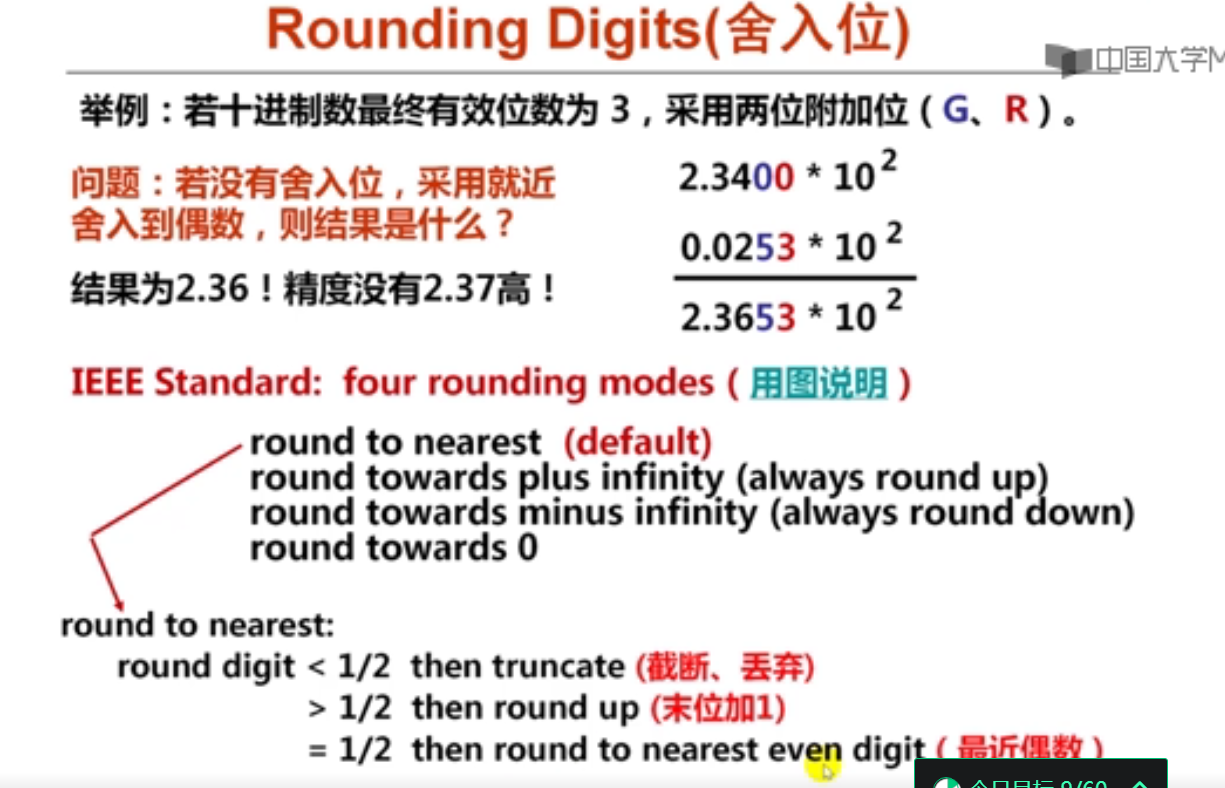 Rounding Digits(舍入位)
中国大学M
举例：若十进制数最终有效位数为 3，采用两位附加位（G、R）。
问题：若没有舍入位，采用就近
舍入到偶数，则结果是什么？
结果为2.36！精度没有2.37高！
2.3400 * 10 2
0.0253 * 10 2
2.3653 * 10 2
IEEE Standard: four rounding modes（用图说明）
round to nearest (default)
round towards plus infinity (always round up)
round towards minus infinity (always round down)
round towards 0
round to nearest:
round digit < 1/2 then truncate (截断、丢弃)
> 1/2 then round up (末位加1)
= 1/2 then round to nearest even digit（最近偶数）
今日目标 9/60